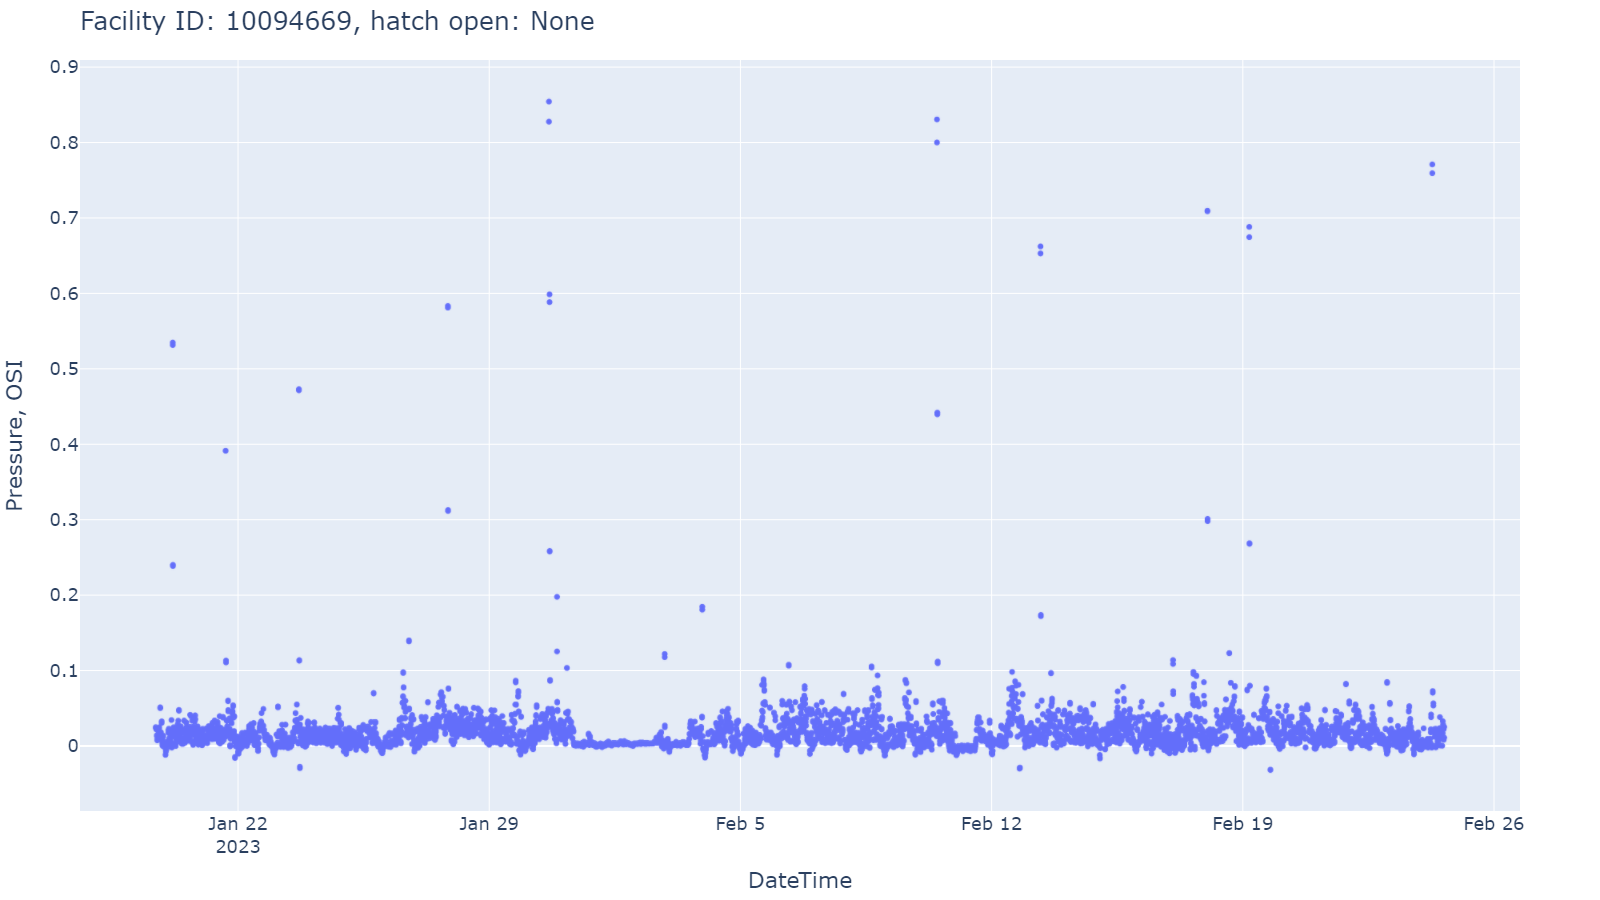 Facility ID: 10094669, hatch open: None
0.9
0.8
0.7
0.6
0.5
0.4
0.3
0.2
0.1
0
Pressure, OSI
Jan 22
2023
Jan 29
Feb 5
Feb 12
Feb 19
Feb 26
DateTime